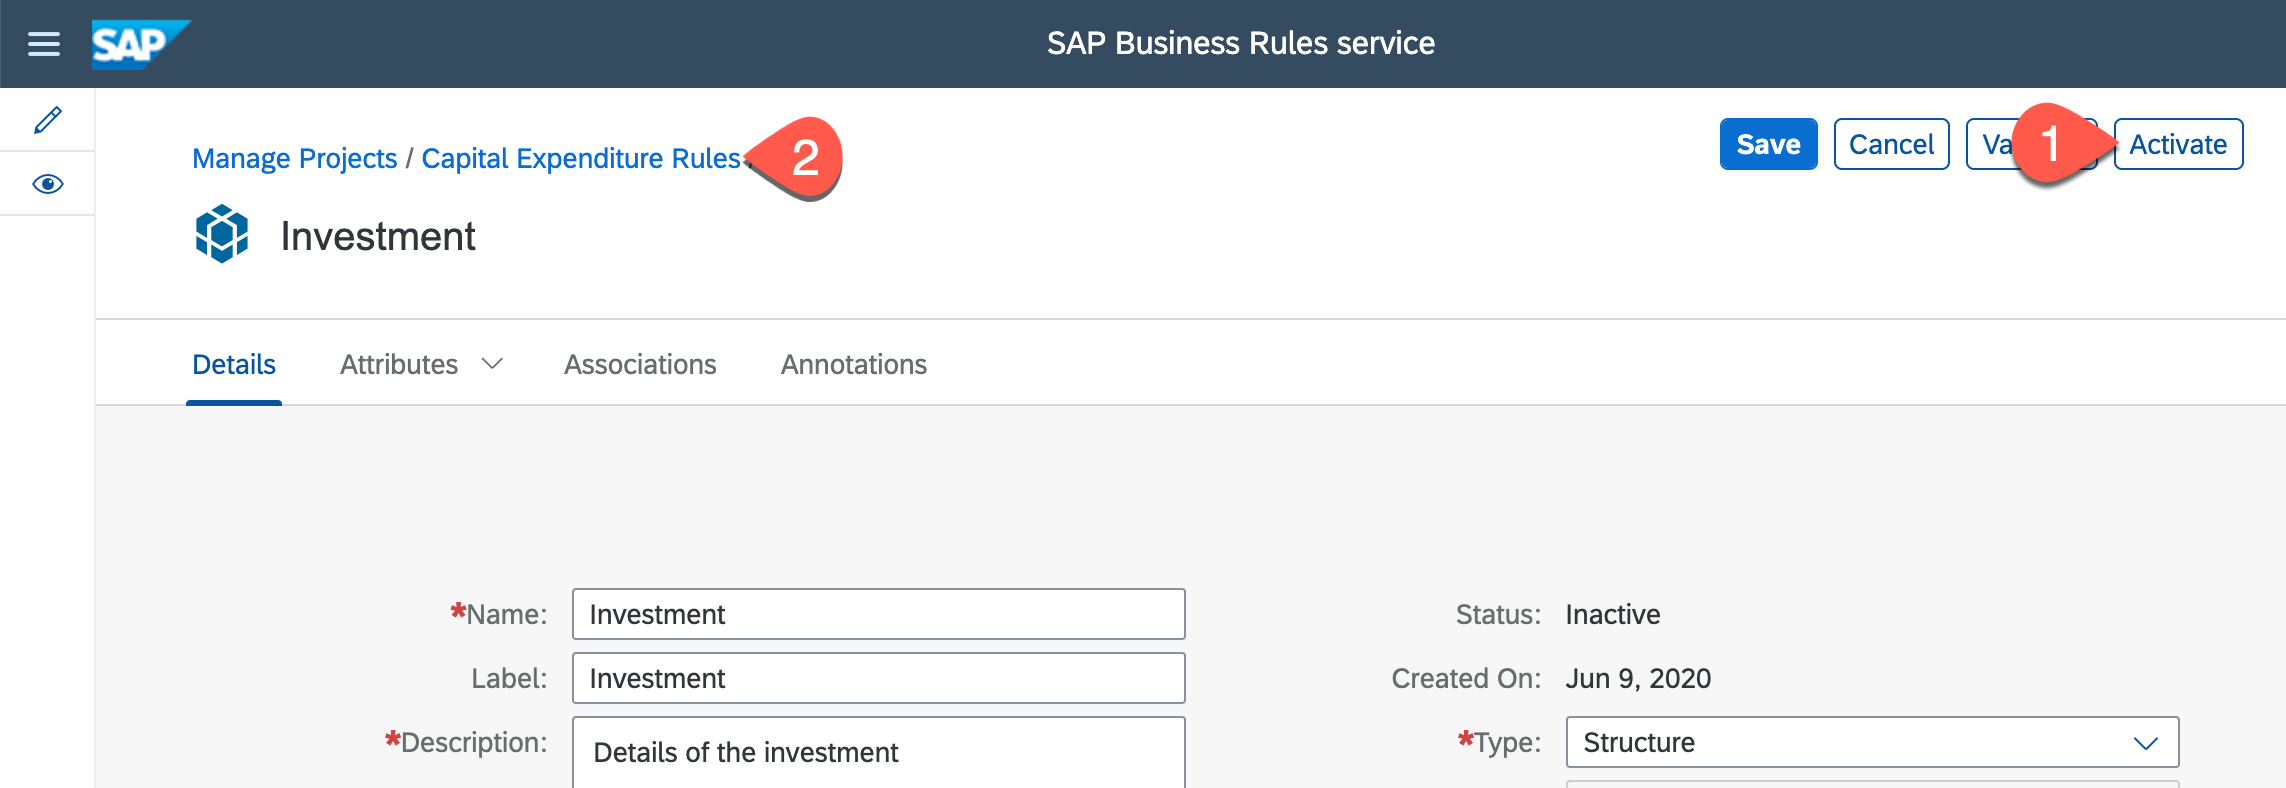 SAP
SAP Business Rules service
Manage Projects / Capital Expenditure Rules
2
Save
Cancel
1
Activate
Investment
Details
Attributes
Associations
Annotations
*Name:
Investment
Status:
Inactive
Label:
Investment
Created On:
Jun 9, 2020
*Description:
Details of the investment
*Type:
Structure